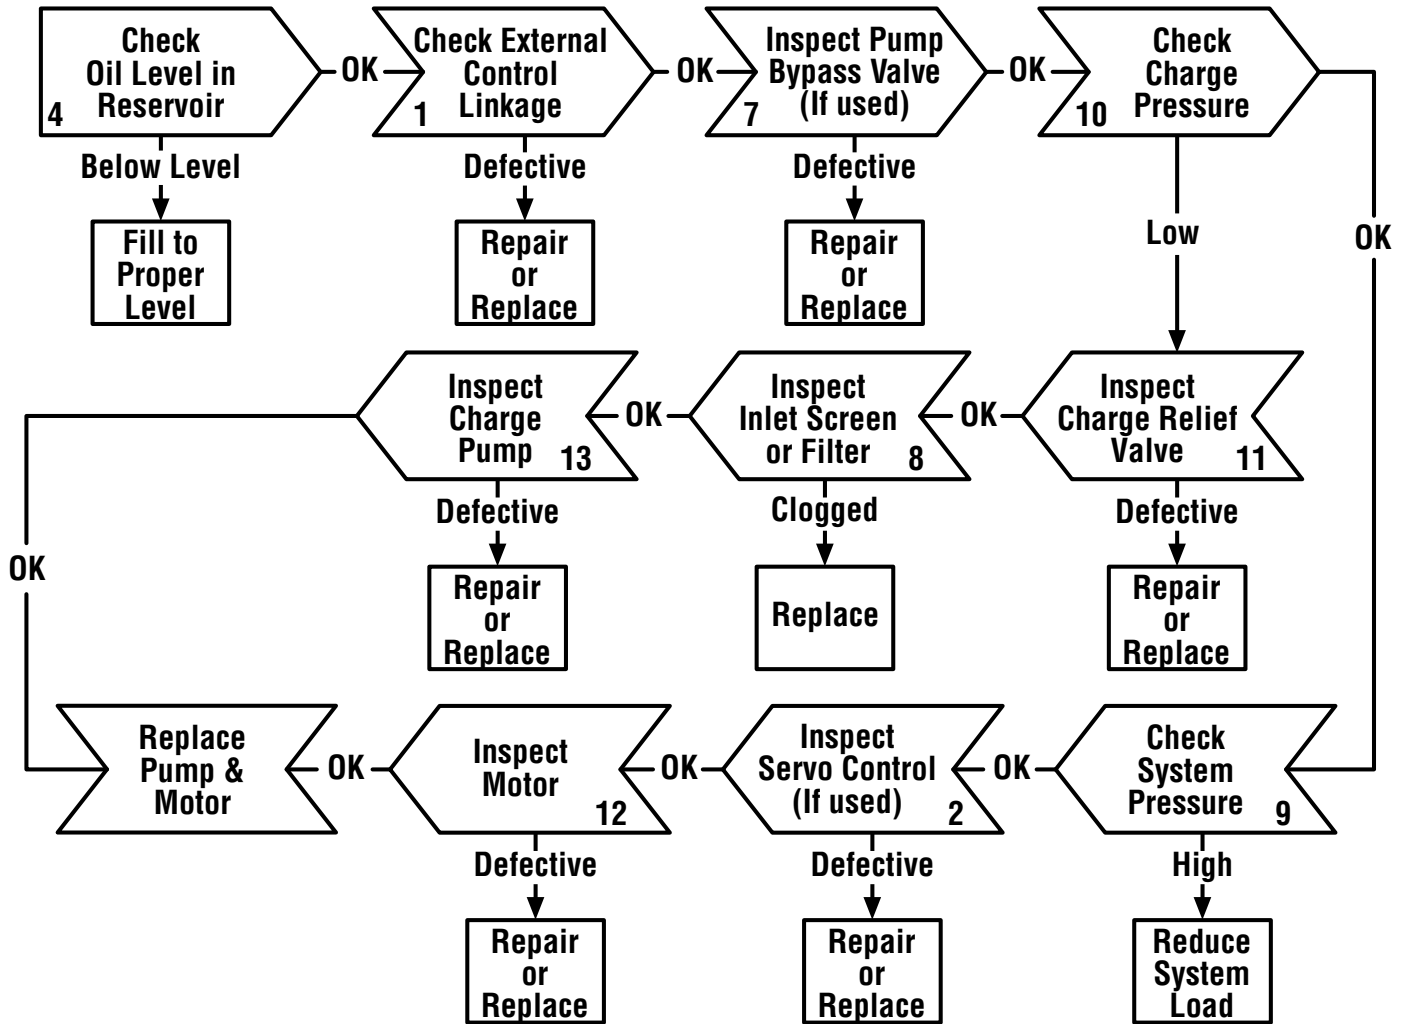 Check
Oil Level in
Reservoir
4
OK
Check External
Control
Linkage
1
OK
Inspect Pump
Bypass Valve
(If used)
7
OK
Check
Charge
Pressure
10
Below Level
Defective
Defective
Low
OK
Fill to
Proper
Level
Repair
or
Replace
Repair
or
Replace
Inspect
Charge
Pump
13
OK
Inspect
Inlet Screen
or Filter
8
OK
Inspect
Charge Relief
Valve
11
OK
Defective
Clogged
Defective
Repair
or
Replace
Replace
Repair
or
Replace
Replace
Pump &
Motor
OK
Inspect
Motor
12
OK
Inspect
Servo Control
(If used)
2
OK
Check
System
Pressure
9
Defective
Defective
High
Repair
or
Replace
Repair
or
Replace
Reduce
System
Load